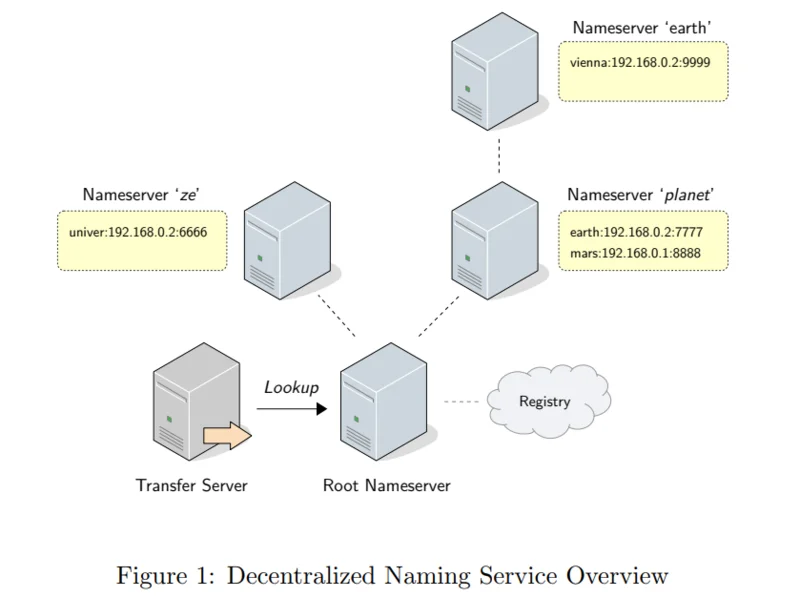 Nameserver ‘earth’
vienna:192.168.0.2:9999
Nameserver ‘ze’
univer:192.168.0.2:6666
Nameserver ‘planet’
earth:192.168.0.2:7777
mars:192.168.0.1:8888
Lookup
Registry
Transfer Server
Root Nameserver
Figure 1: Decentralized Naming Service Overview